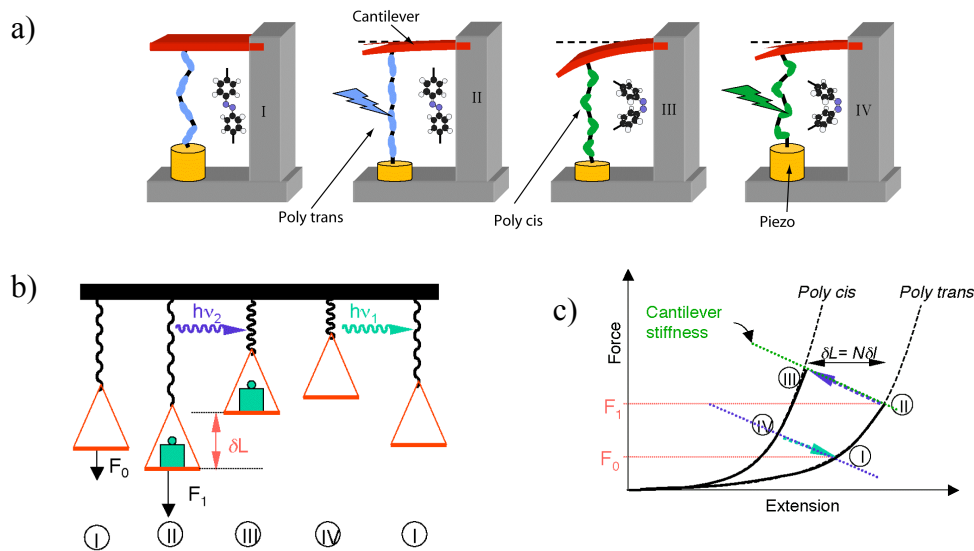 a)
Cantilever
I
II
III
IV
Poly trans
Poly cis
Piezo
b)
hν₂
hν₁
δL
F₀
F₁
I
II
III
IV
I
c)
Poly cis
Poly trans
Cantilever
stiffness
δL= Nδl
Force
III
II
F₁
IV
I
F₀
Extension